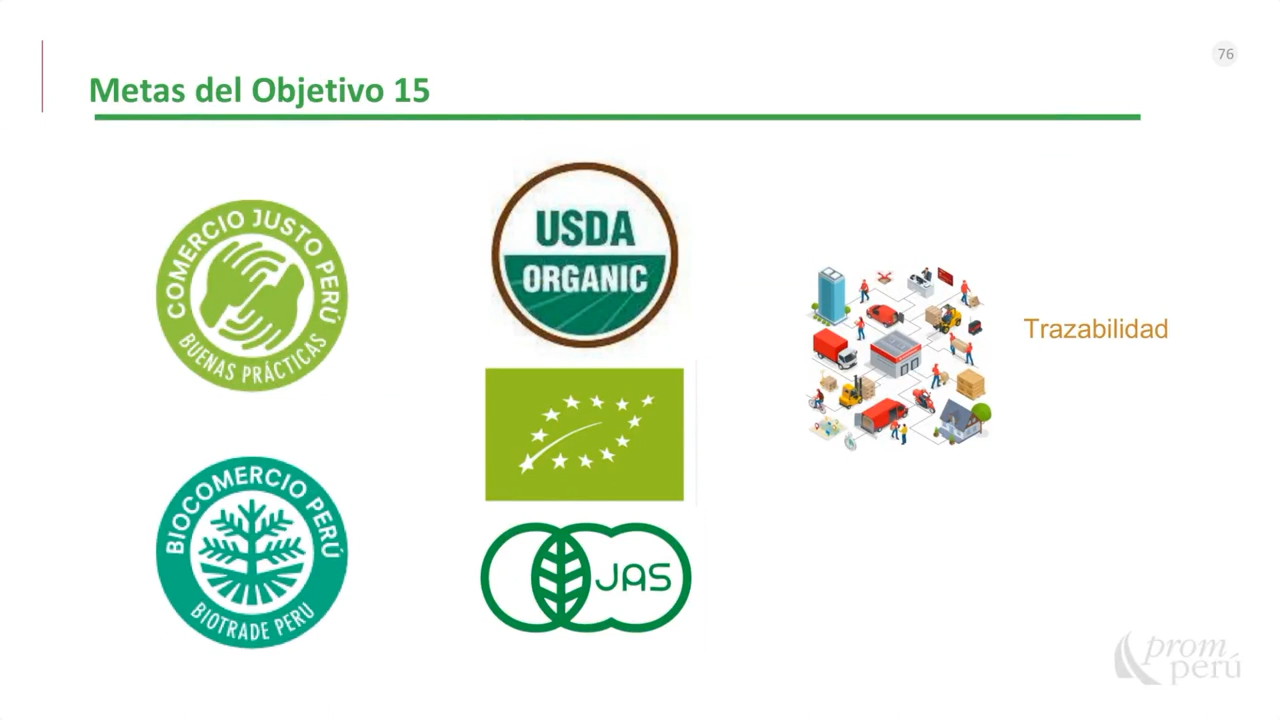 76
Metas del Objetivo 15
COMERCIO JUSTO PERÚ
BUENAS PRÁCTICAS
BIOCOMERCIO PERÚ
BIOTRADE PERU
USDA
ORGANIC
JAS
Trazabilidad
prom
perú